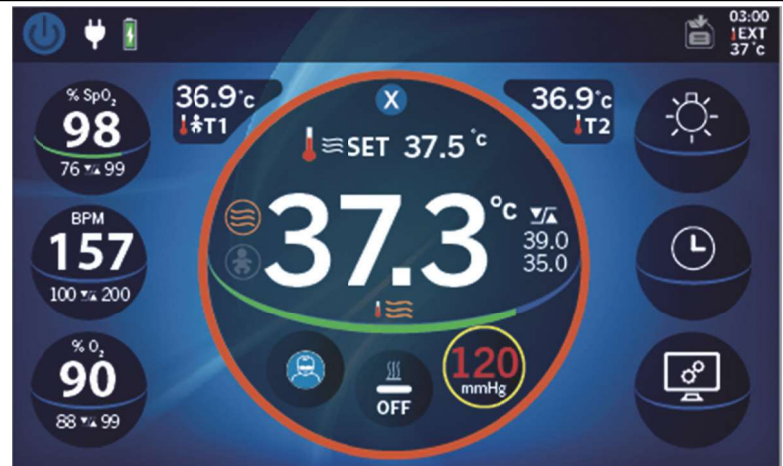 03:00
EXT
37 °c
% SpO₂
98
76 99
36.9°c
T1
X
36.9°c
T2
SET 37.5 °c
BPM
157
100 200
37.3 °c
39.0
35.0
% O₂
90
88 99
OFF
120
mmHg